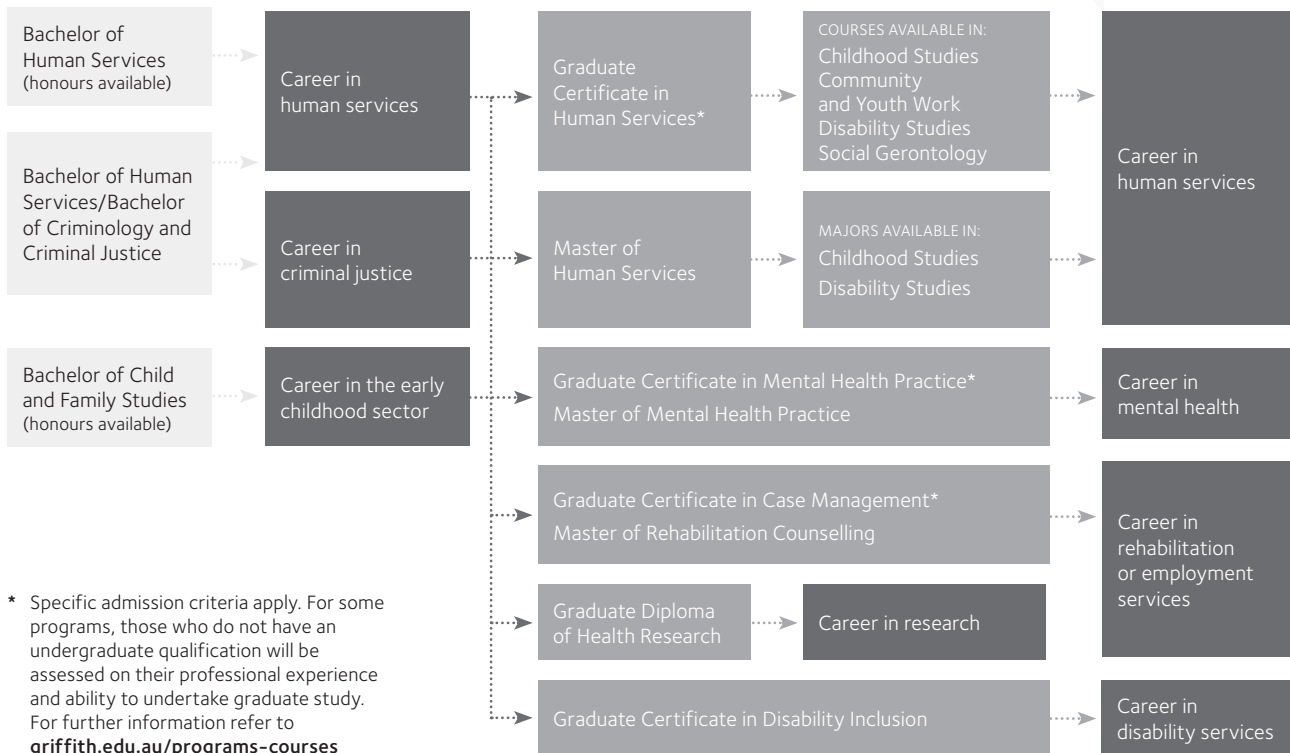 Bachelor of
Human Services
(honours available)
Bachelor of Human
Services/Bachelor
of Criminology and
Criminal Justice
Bachelor of Child
and Family Studies
(honours available)
Career in
human services
Career in
criminal justice
Career in the early
childhood sector
Graduate
Certificate in
Human Services*
COURSES AVAILABLE IN:
Childhood Studies
Community
and Youth Work
Disability Studies
Social Gerontology
Master of
Human Services
MAJORS AVAILABLE IN:
Childhood Studies
Disability Studies
Career in
human services
Graduate Certificate in Mental Health Practice*
Master of Mental Health Practice
Career in
mental health
Graduate Certificate in Case Management*
Master of Rehabilitation Counselling
Career in
rehabilitation
or employment
services
Graduate Diploma
of Health Research
Career in research
Graduate Certificate in Disability Inclusion
Career in
disability services
* Specific admission criteria apply. For some
programs, those who do not have an
undergraduate qualification will be
assessed on their professional experience
and ability to undertake graduate study.
For further information refer to
griffith.edu.au/programs-courses